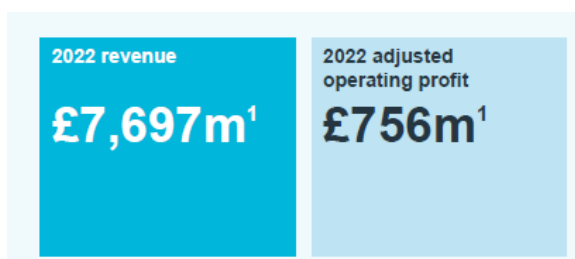 2022 revenue
£7,697m¹
2022 adjusted
operating profit
£756m¹